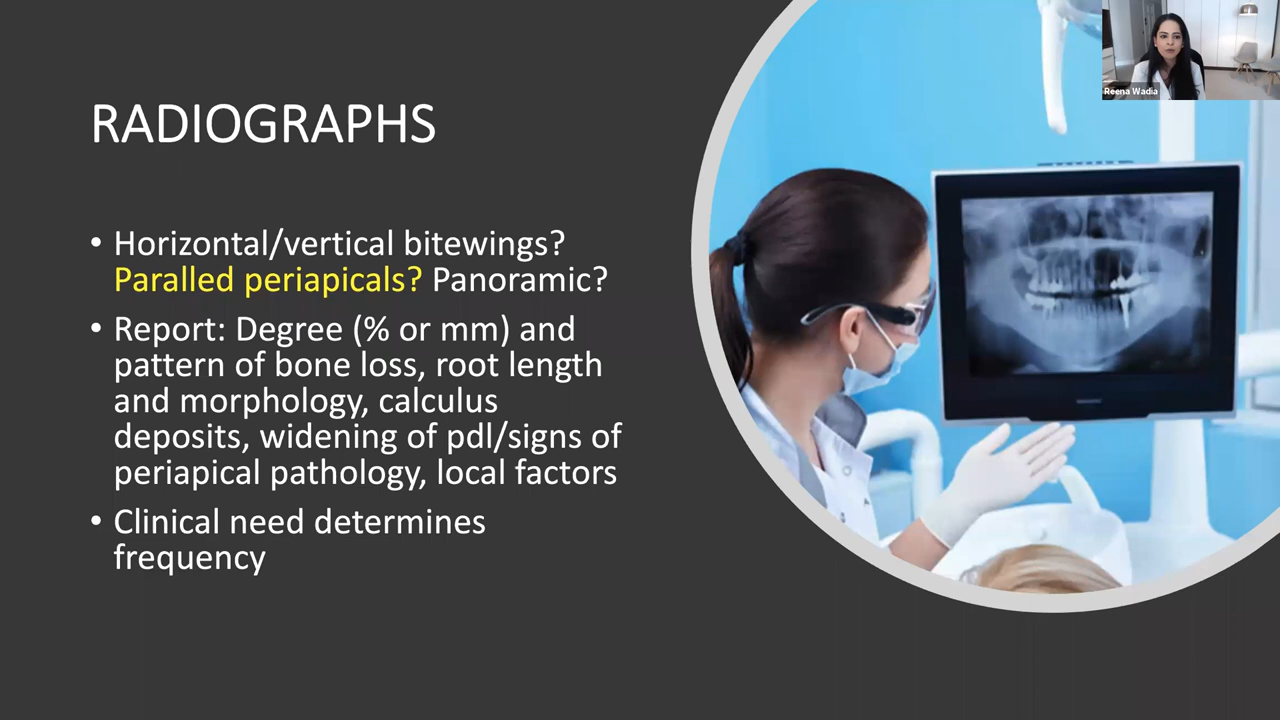 Reena Wadia
RADIOGRAPHS
• Horizontal/vertical bitewings?
Paralled periapicals? Panoramic?
• Report: Degree (% or mm) and
pattern of bone loss, root length
and morphology, calculus
deposits, widening of pdl/signs of
periapical pathology, local factors
• Clinical need determines
frequency